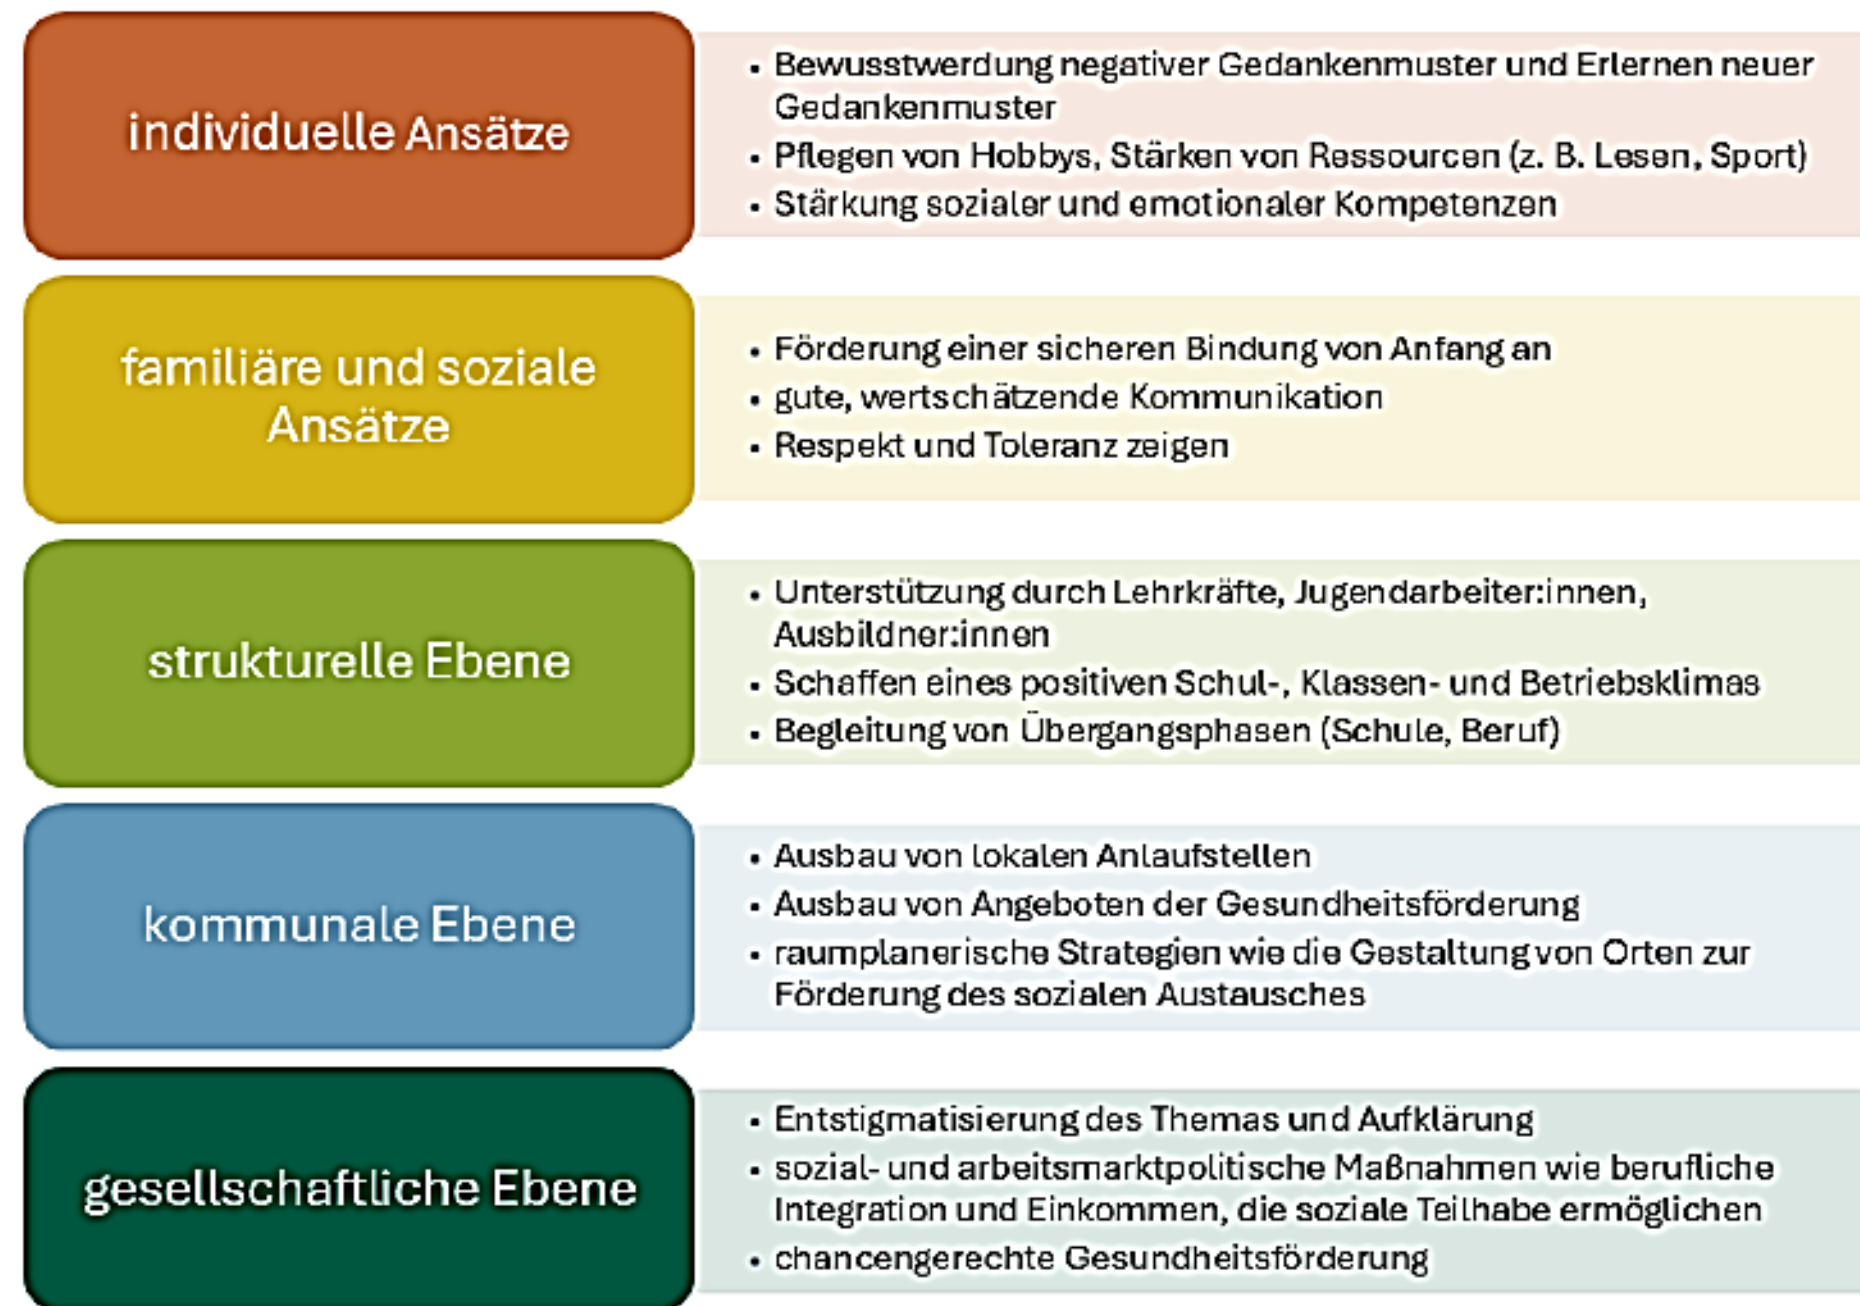 individuelle Ansätze
• Bewusstwerdung negativer Gedankenmuster und Erlernen neuer
Gedankenmuster
• Pflegen von Hobbys, Stärken von Ressourcen (z. B. Lesen, Sport)
• Stärkung sozialer und emotionaler Kompetenzen
familiäre und soziale
Ansätze
• Förderung einer sicheren Bindung von Anfang an
• gute, wertschätzende Kommunikation
• Respekt und Toleranz zeigen
strukturelle Ebene
• Unterstützung durch Lehrkräfte, Jugendarbeiter:innen,
Ausbildner:innen
• Schaffen eines positiven Schul-, Klassen- und Betriebsklimas
• Begleitung von Übergangsphasen (Schule, Beruf)
kommunale Ebene
• Ausbau von lokalen Anlaufstellen
• Ausbau von Angeboten der Gesundheitsförderung
• raumplanerische Strategien wie die Gestaltung von Orten zur
Förderung des sozialen Austausches
gesellschaftliche Ebene
• Entstigmatisierung des Themas und Aufklärung
• sozial- und arbeitsmarktpolitische Maßnahmen wie berufliche
Integration und Einkommen, die soziale Teilhabe ermöglichen
• chancengerechte Gesundheitsförderung